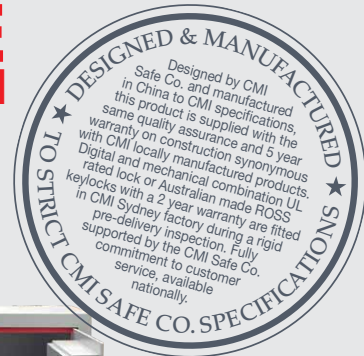 ★ DESIGNED & MANUFACTURED ★
TO STRICT CMI SAFE CO. SPECIFICATIONS
Designed by CMI
Safe Co. and manufactured
in China to CMI specifications,
this product is supplied with the
same quality assurance and 5 year
warranty on construction synonymous
with CMI locally manufactured products.
Digital and mechanical combination UL
rated lock or Australian made ROSS
keylocks with a 2 year warranty are fitted
in CMI Sydney factory during a rigid
pre-delivery inspection. Fully
supported by the CMI Safe Co.
commitment to customer
service, available
nationally.